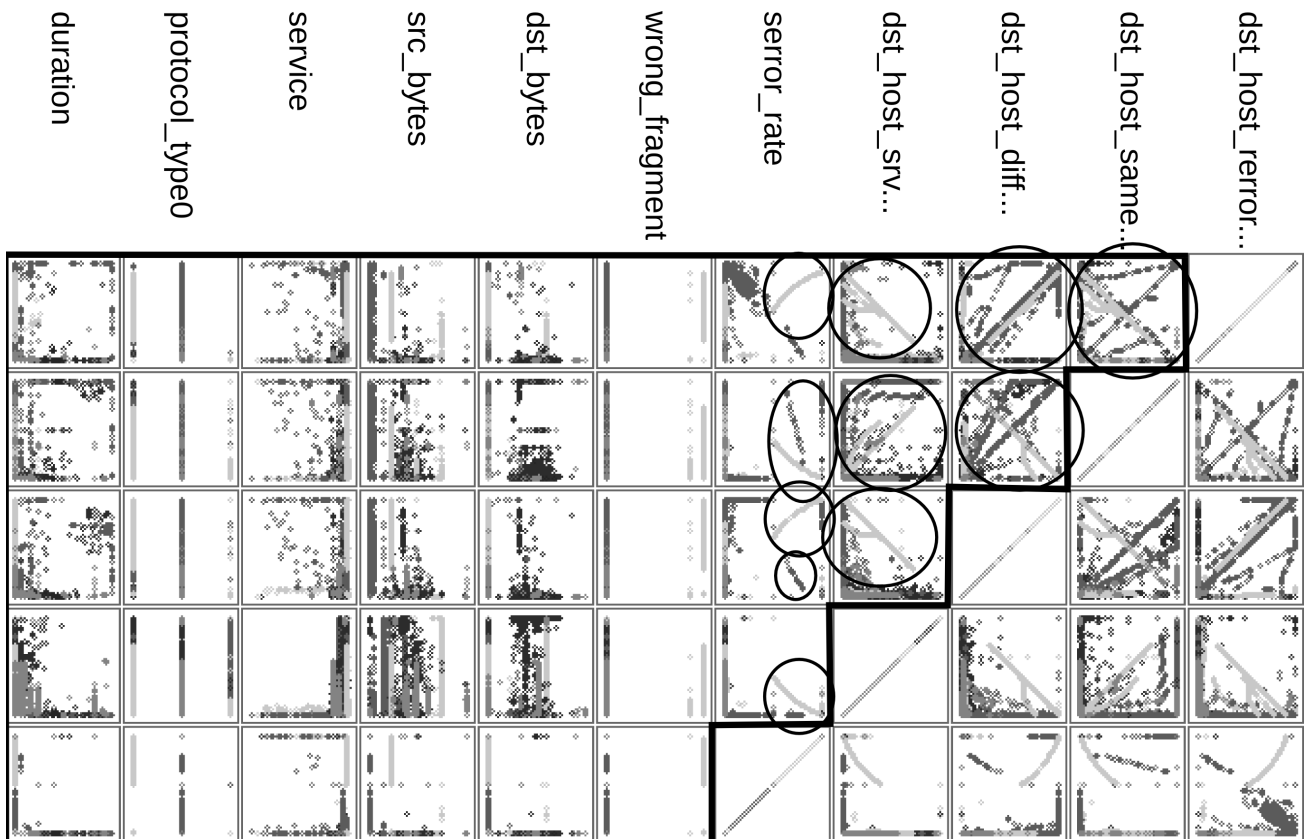 duration
protocol_type0
service
src_bytes
dst_bytes
wrong_fragment
serror_rate
dst_host_srv...
dst_host_diff...
dst_host_same...
dst_host_rerror...